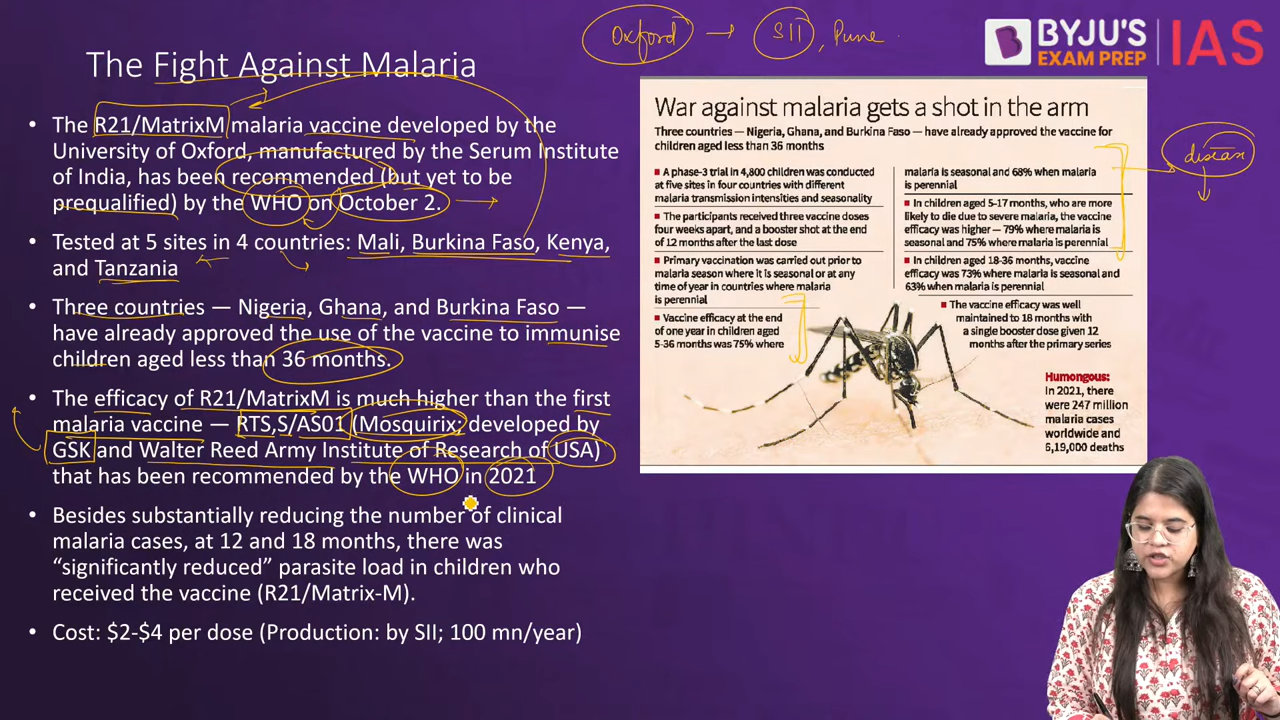 Oxford → SII, Pune
BYJU'S
EXAM PREP
IAS
The Fight Against Malaria
• The R21/MatrixM malaria vaccine developed by the
University of Oxford, manufactured by the Serum Institute
of India, has been recommended (but yet to be
prequalified) by the WHO on October 2.
• Tested at 5 sites in 4 countries: Mali, Burkina Faso, Kenya,
and Tanzania
• Three countries — Nigeria, Ghana, and Burkina Faso —
have already approved the use of the vaccine to immunise
children aged less than 36 months.
• The efficacy of R21/MatrixM is much higher than the first
malaria vaccine — RTS,S/AS01 (Mosquirix; developed by
GSK and Walter Reed Army Institute of Research of USA)
that has been recommended by the WHO in 2021
• Besides substantially reducing the number of clinical
malaria cases, at 12 and 18 months, there was
“significantly reduced” parasite load in children who
received the vaccine (R21/Matrix-M).
• Cost: $2-$4 per dose (Production: by SII; 100 mn/year)
War against malaria gets a shot in the arm
Three countries — Nigeria, Ghana, and Burkina Faso — have already approved the vaccine for
children aged less than 36 months
■ A phase-3 trial in 4,800 children was conducted
at five sites in four countries with different
malaria transmission intensities and seasonality
■ The participants received three vaccine doses
four weeks apart, and a booster shot at the end
of 12 months after the last dose
■ Primary vaccination was carried out prior to
malaria season where it is seasonal or at any
time of year in countries where malaria
is perennial
■ Vaccine efficacy at the end
of one year in children aged
5-36 months was 75% where
malaria is seasonal and 68% when malaria
is perennial
■ In children aged 5-17 months, who are more
likely to die due to severe malaria, the vaccine
efficacy was higher — 79% where malaria is
seasonal and 75% where malaria is perennial
■ In children aged 18-36 months, vaccine
efficacy was 73% where malaria is seasonal and
63% when malaria is perennial
■ The vaccine efficacy was well
maintained to 18 months with
a single booster dose given 12
months after the primary series
Humongous:
In 2021, there
were 247 million
malaria cases
worldwide and
6,19,000 deaths